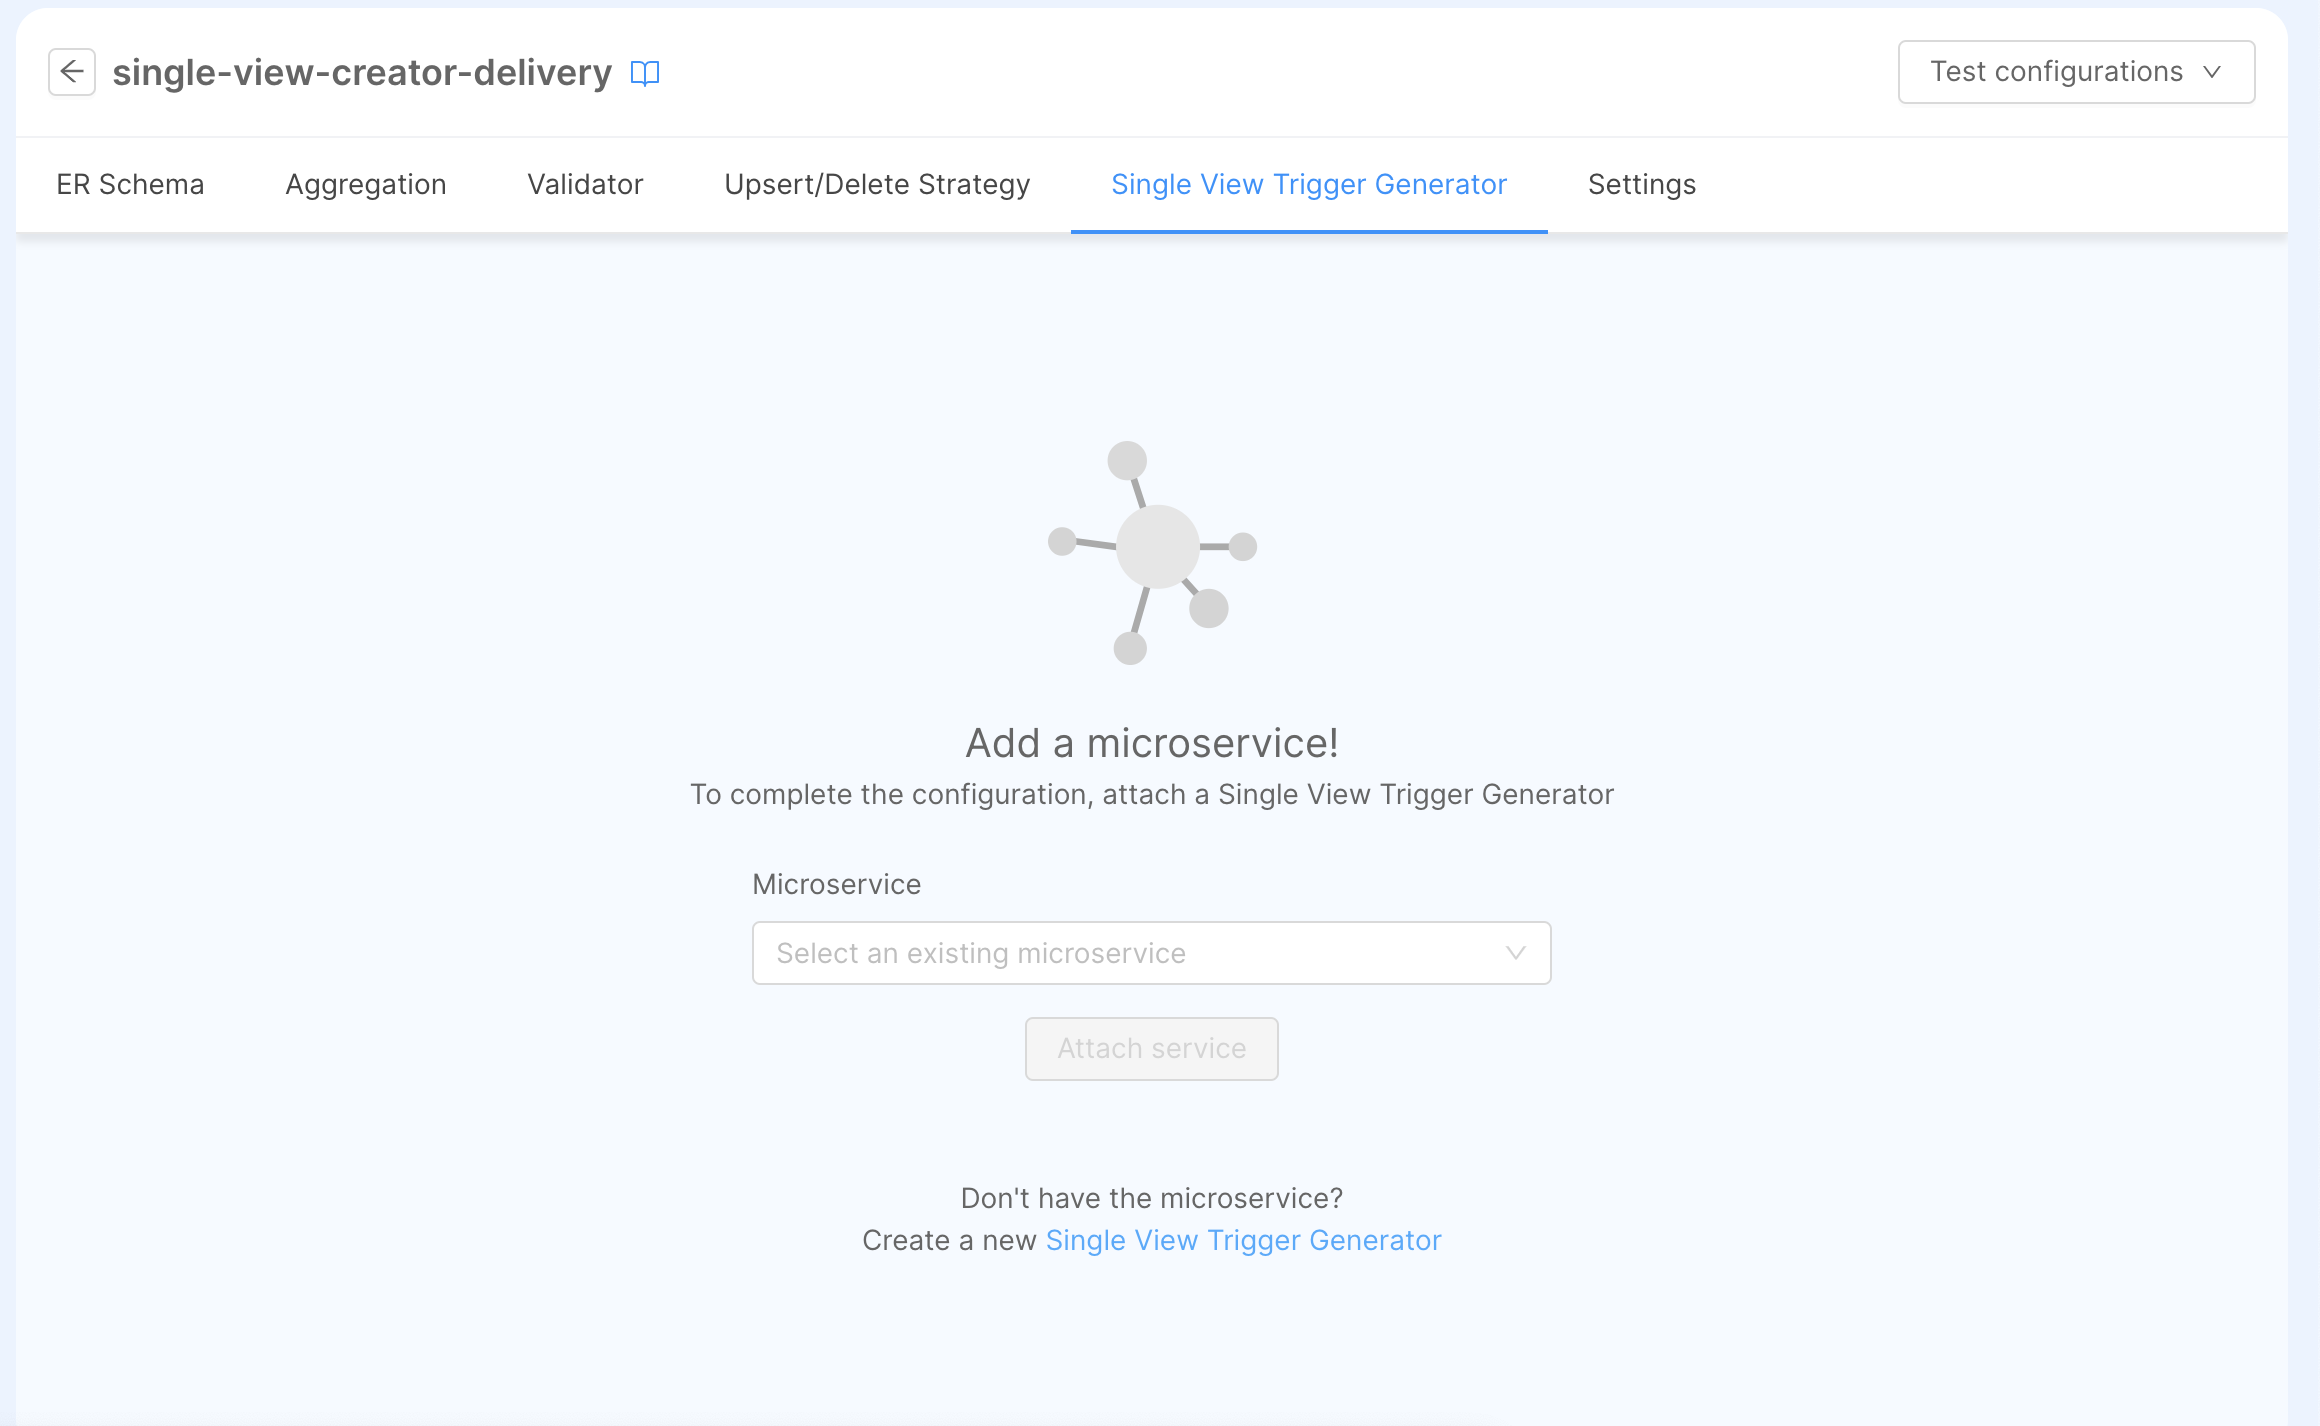 single-view-creator-delivery
Test configurations
ER Schema
Aggregation
Validator
Upsert/Delete Strategy
Single View Trigger Generator
Settings
Add a microservice!
To complete the configuration, attach a Single View Trigger Generator
Microservice
Select an existing microservice
Attach service
Don't have the microservice?
Create a new Single View Trigger Generator